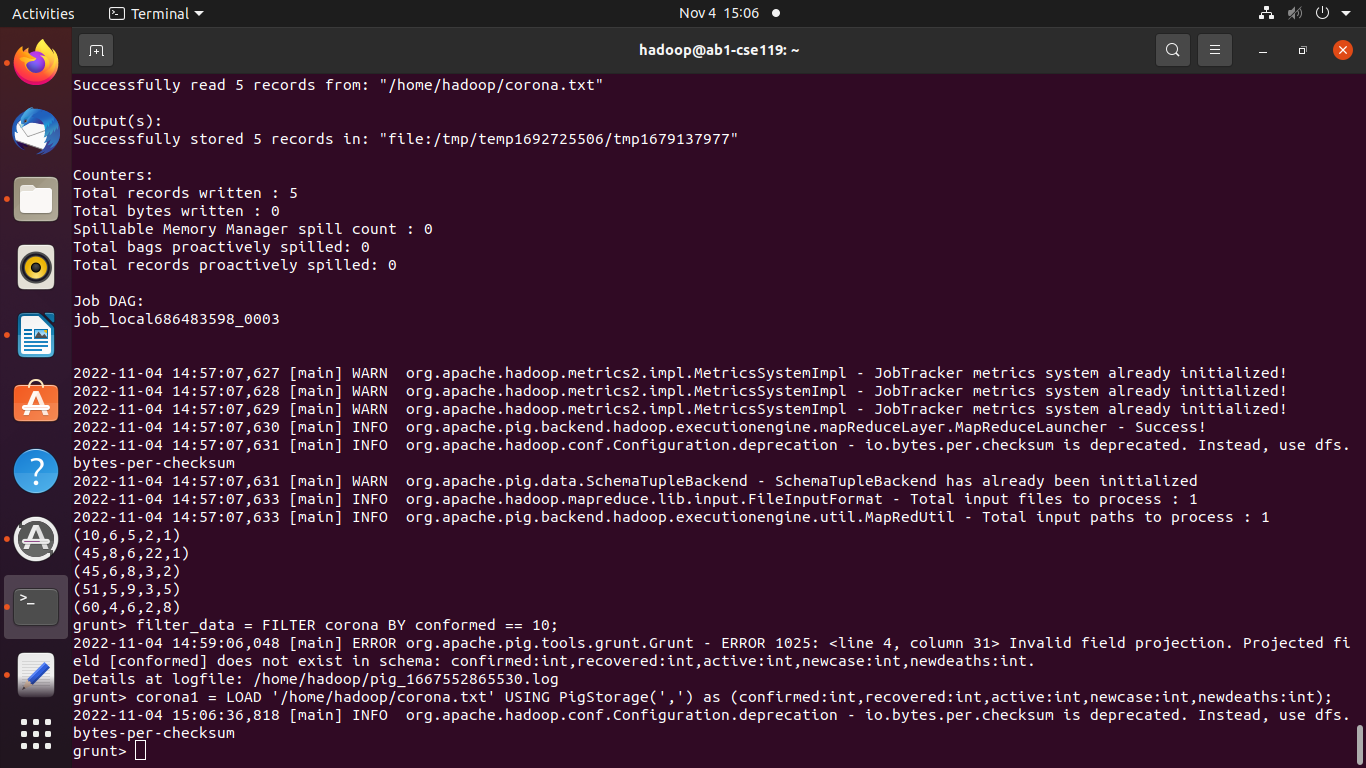 Activities
Terminal
Nov 4 15:06
hadoop@ab1-cse119: ~
Successfully read 5 records from: "/home/hadoop/corona.txt"
Output(s):
Successfully stored 5 records in: "file:/tmp/temp1692725506/tmp1679137977"
Counters:
Total records written : 5
Total bytes written : 0
Spillable Memory Manager spill count : 0
Total bags proactively spilled: 0
Total records proactively spilled: 0
Job DAG:
job_local686483598_0003
2022-11-04 14:57:07,627 [main] WARN  org.apache.hadoop.metrics2.impl.MetricsSystemImpl - JobTracker metrics system already initialized!
2022-11-04 14:57:07,628 [main] WARN  org.apache.hadoop.metrics2.impl.MetricsSystemImpl - JobTracker metrics system already initialized!
2022-11-04 14:57:07,629 [main] WARN  org.apache.hadoop.metrics2.impl.MetricsSystemImpl - JobTracker metrics system already initialized!
2022-11-04 14:57:07,630 [main] INFO  org.apache.pig.backend.hadoop.executionengine.mapReduceLayer.MapReduceLauncher - Success!
2022-11-04 14:57:07,631 [main] INFO  org.apache.hadoop.conf.Configuration.deprecation - io.bytes.per.checksum is deprecated. Instead, use dfs.
bytes-per-checksum
2022-11-04 14:57:07,631 [main] WARN  org.apache.pig.data.SchemaTupleBackend - SchemaTupleBackend has already been initialized
2022-11-04 14:57:07,633 [main] INFO  org.apache.hadoop.mapreduce.lib.input.FileInputFormat - Total input files to process : 1
2022-11-04 14:57:07,633 [main] INFO  org.apache.pig.backend.hadoop.executionengine.util.MapRedUtil - Total input paths to process : 1
(10,6,5,2,1)
(45,8,6,22,1)
(45,6,8,3,2)
(51,5,9,3,5)
(60,4,6,2,8)
grunt> filter_data = FILTER corona BY conformed == 10;
2022-11-04 14:59:06,048 [main] ERROR org.apache.pig.tools.grunt.Grunt - ERROR 1025: <line 4, column 31> Invalid field projection. Projected fi
eld [conformed] does not exist in schema: confirmed:int,recovered:int,active:int,newcase:int,newdeaths:int.
Details at logfile: /home/hadoop/pig_1667552865530.log
grunt> corona1 = LOAD '/home/hadoop/corona.txt' USING PigStorage(',') as (confirmed:int,recovered:int,active:int,newcase:int,newdeaths:int);
2022-11-04 15:06:36,818 [main] INFO  org.apache.hadoop.conf.Configuration.deprecation - io.bytes.per.checksum is deprecated. Instead, use dfs.
bytes-per-checksum
grunt>